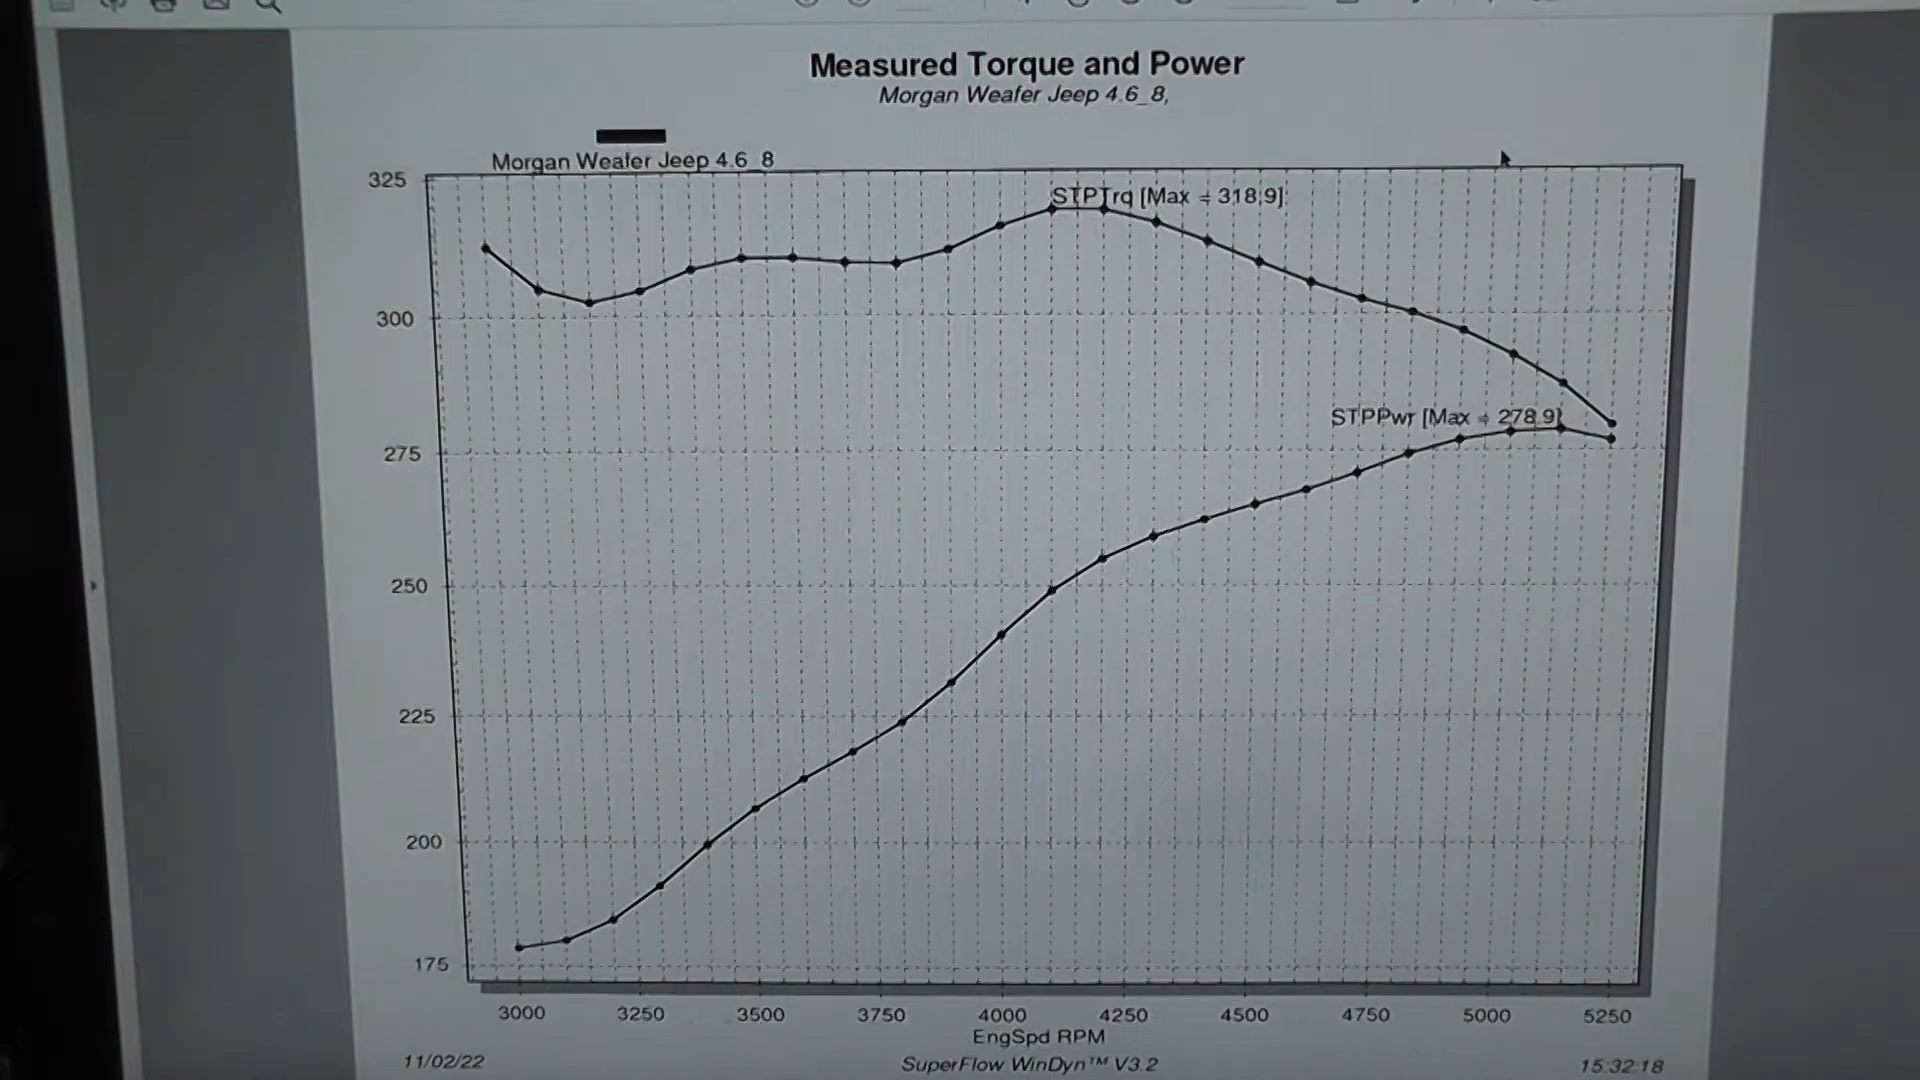 Measured Torque and Power
Morgan Weafer Jeep 4.6_8,
Morgan Weafer Jeep 4.6_8
325
STPTrq [Max = 318.9]
300
STPPwr [Max = 278.9]
275
250
225
200
175
3000 3250 3500 3750 4000 4250 4500 4750 5000 5250
EngSpd RPM
11/02/22 SuperFlow WinDyn™ V3.2 15:32:18